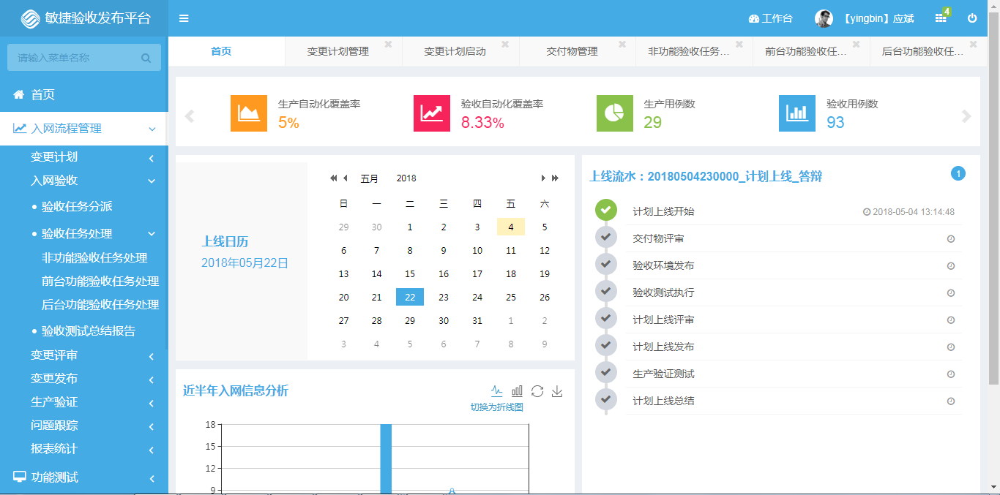 敏捷验收发布平台
工作台
【yingbin】应斌
4
请输入菜单名称
首页
入网流程管理
变更计划
入网验收
验收任务分派
验收任务处理
非功能验收任务处理
前台功能验收任务处理
后台功能验收任务处理
验收测试总结报告
变更评审
变更发布
生产验证
问题跟踪
报表统计
功能测试
首页
变更计划管理
变更计划启动
交付物管理
非功能验收任务...
前台功能验收任...
后台功能验收任...
生产自动化覆盖率
5%
验收自动化覆盖率
8.33%
生产用例数
29
验收用例数
93
上线日历
2018年05月22日
五月 2018
日 一 二 三 四 五 六
29 30 1 2 3 4 5
6 7 8 9 10 11 12
13 14 15 16 17 18 19
20 21 22 23 24 25 26
27 28 29 30 31 1 2
3 4 5 6 7 8 9
近半年入网信息分析
切换为折线图
18
15
12
9
上线流水：20180504230000_计划上线_答辩
1
计划上线开始 2018-05-04 13:14:48
交付物评审
验收环境发布
验收测试执行
计划上线评审
计划上线发布
生产验证测试
计划上线总结